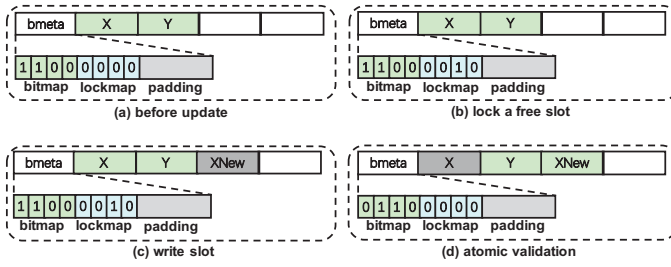 bmeta X Y
1 1 0 0 0 0 0 0
bitmap lockmap padding
(a) before update
bmeta X Y
1 1 0 0 0 0 1 0
bitmap lockmap padding
(b) lock a free slot
bmeta X Y XNew
1 1 0 0 0 0 1 0
bitmap lockmap padding
(c) write slot
bmeta X Y XNew
0 1 1 0 0 0 0 0
bitmap lockmap padding
(d) atomic validation